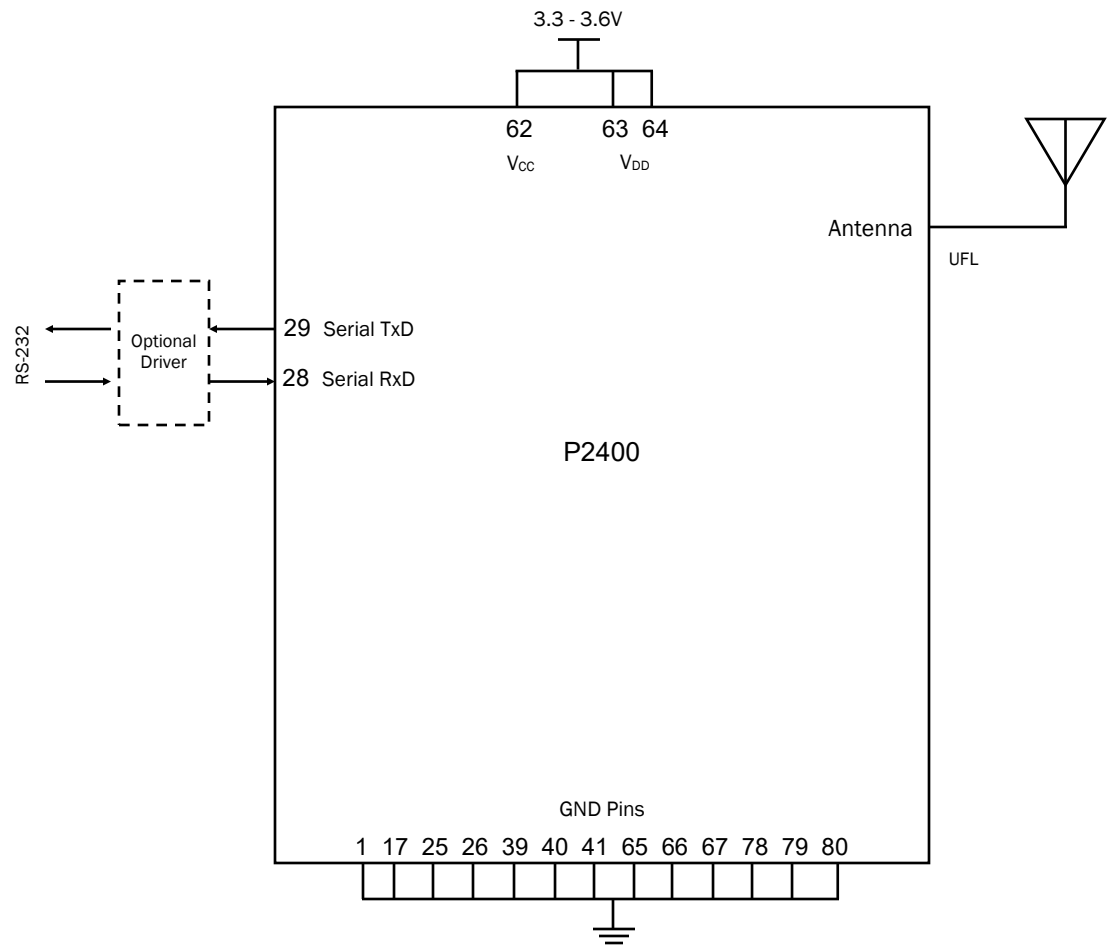 3.3 - 3.6V
62 63 64
VCC VDD
Antenna
UFL
29 Serial TxD
RS-232
Optional
Driver
28 Serial RxD
P2400
GND Pins
1 17 25 26 39 40 41 65 66 67 78 79 80